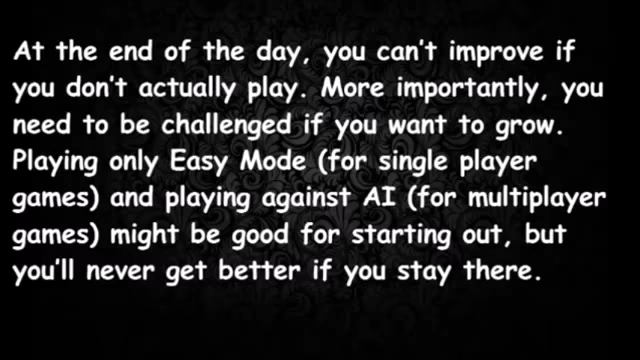 At the end of the day, you can't improve if
you don't actually play. More importantly, you
need to be challenged if you want to grow.
Playing only Easy Mode (for single player
games) and playing against AI (for multiplayer
games) might be good for starting out, but
you'll never get better if you stay there.